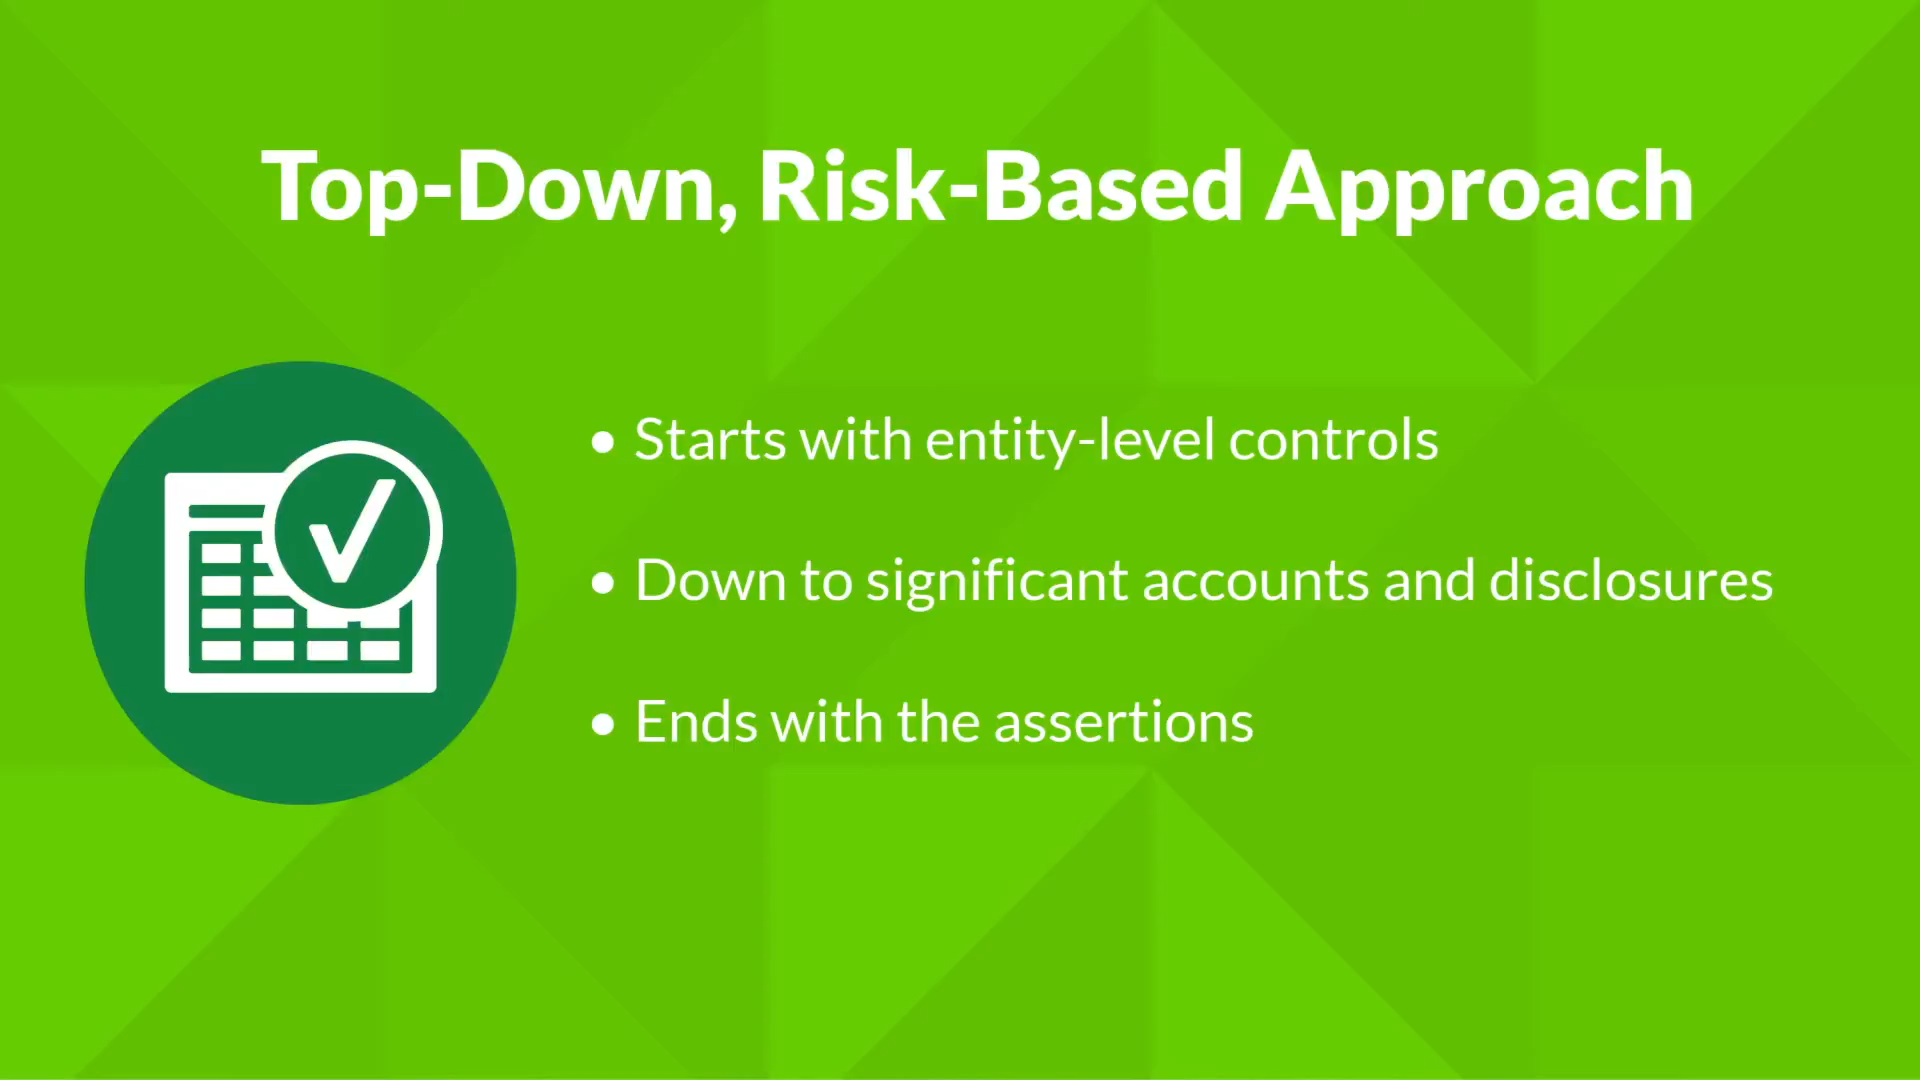 Top-Down, Risk-Based Approach
• Starts with entity-level controls
• Down to significant accounts and disclosures
• Ends with the assertions